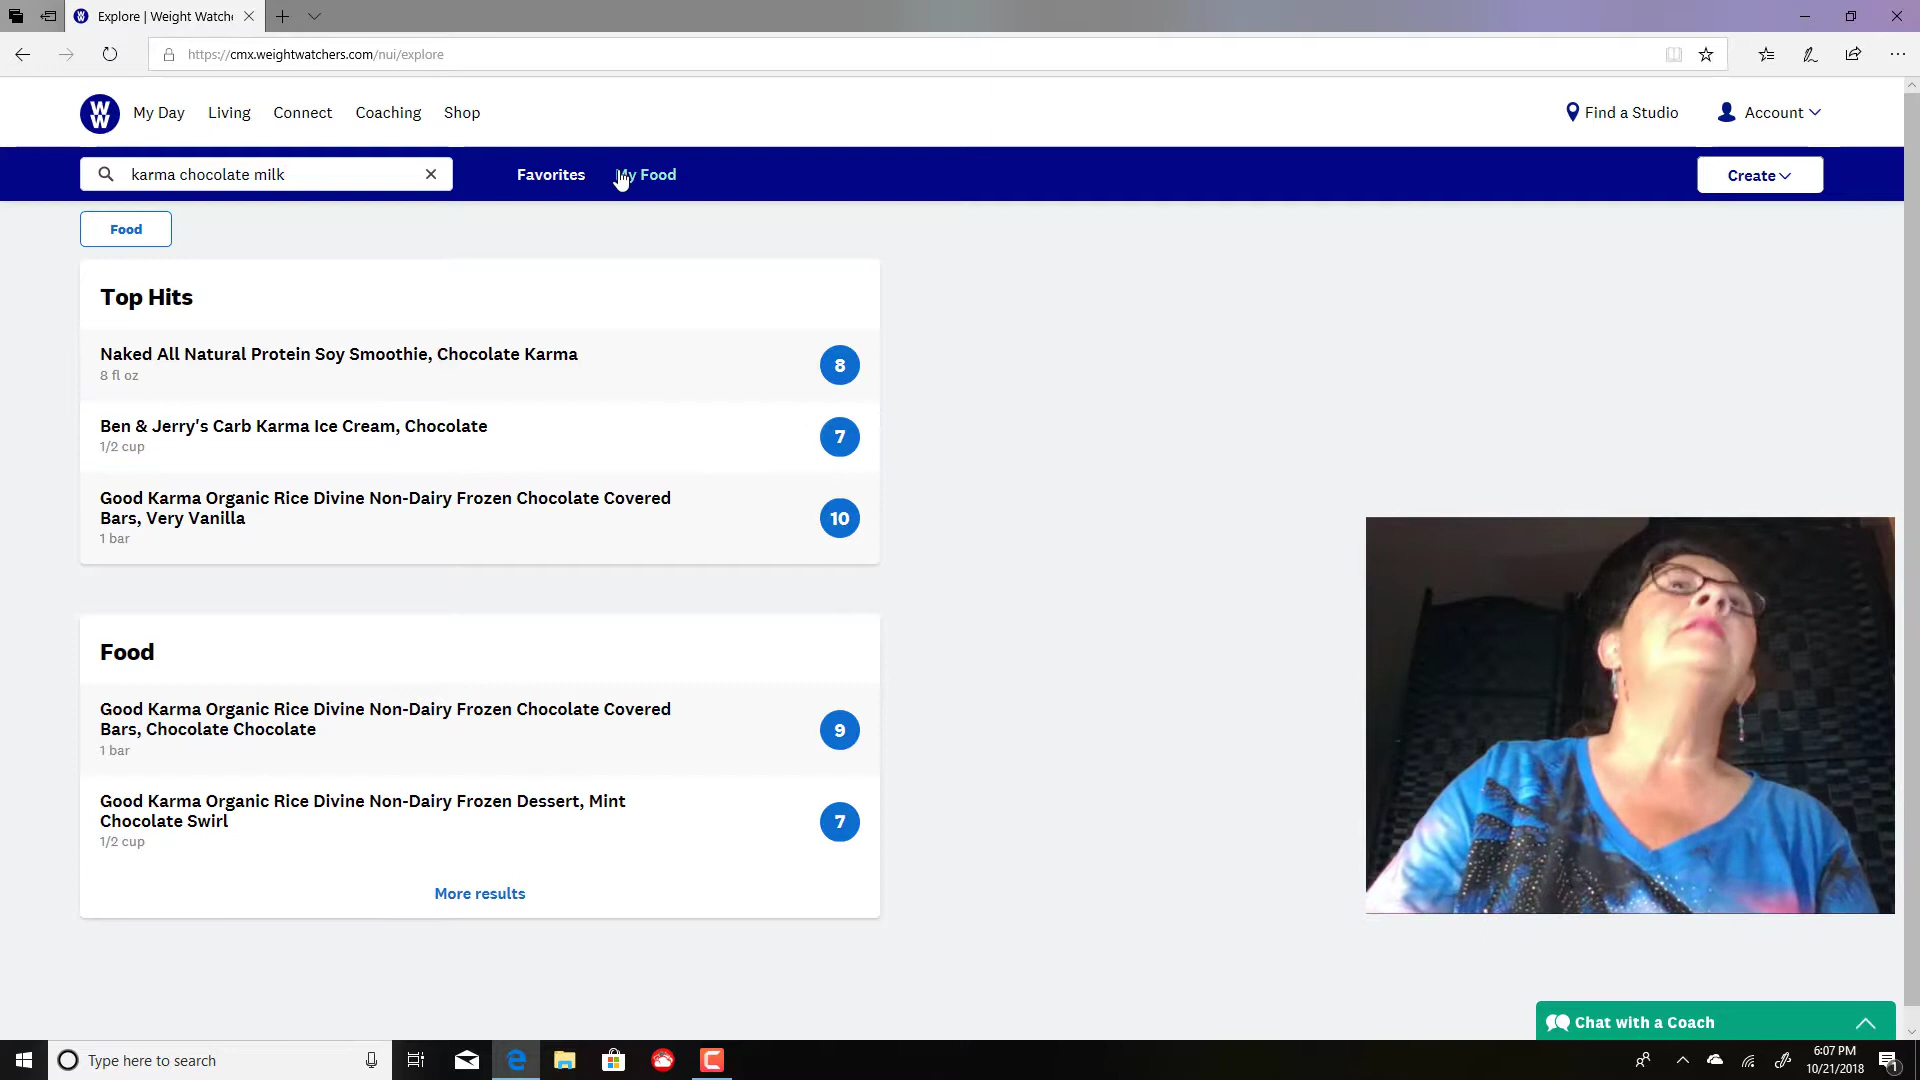 Explore | Weight Watche
https://cmx.weightwatchers.com/nui/explore
WW
My Day Living Connect Coaching Shop
Find a Studio
Account
karma chocolate milk
Favorites
My Food
Create
Food
Top Hits
Naked All Natural Protein Soy Smoothie, Chocolate Karma
8 fl oz
8
Ben & Jerry's Carb Karma Ice Cream, Chocolate
1/2 cup
7
Good Karma Organic Rice Divine Non-Dairy Frozen Chocolate Covered
Bars, Very Vanilla
1 bar
10
Food
Good Karma Organic Rice Divine Non-Dairy Frozen Chocolate Covered
Bars, Chocolate Chocolate
1 bar
9
Good Karma Organic Rice Divine Non-Dairy Frozen Dessert, Mint
Chocolate Swirl
1/2 cup
7
More results
Chat with a Coach
Type here to search
6:07 PM
10/21/2018
1